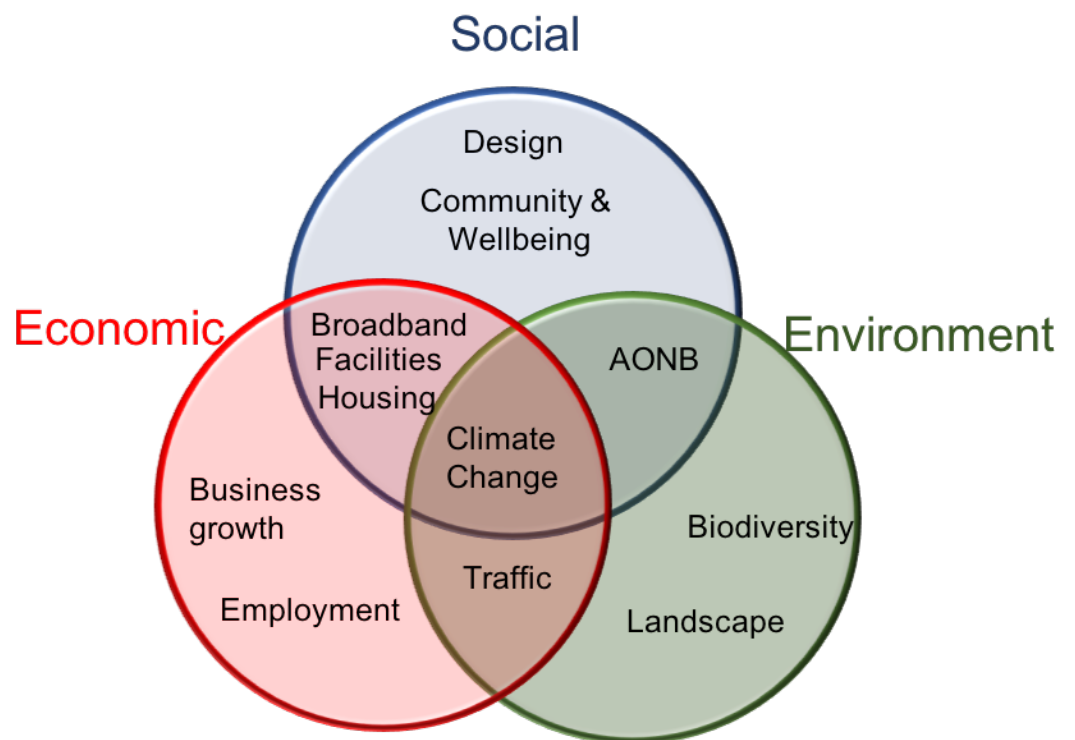 Social
Design
Community &
Wellbeing
Economic
Broadband
Facilities
Housing
AONB
Environment
Climate
Change
Business
growth
Biodiversity
Traffic
Employment
Landscape